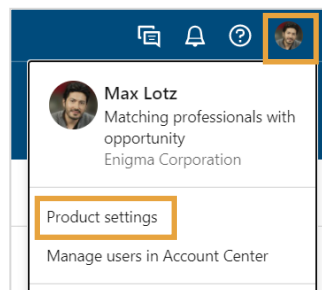 Max Lotz
Matching professionals with
opportunity
Enigma Corporation
Product settings
Manage users in Account Center